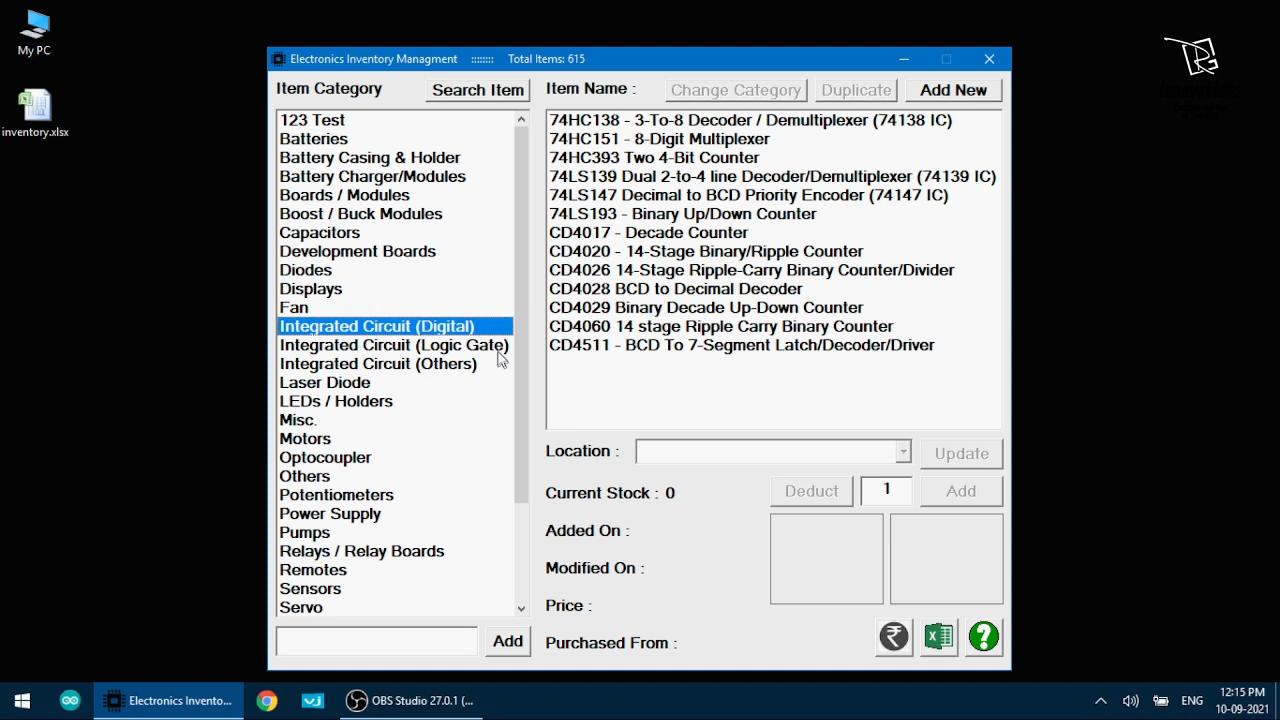 My PC
inventory.xlsx
Electronics Inventory Managment :::::::: Total Items: 615
Item Category
Search Item
123 Test
Batteries
Battery Casing & Holder
Battery Charger/Modules
Boards / Modules
Boost / Buck Modules
Capacitors
Development Boards
Diodes
Displays
Fan
Integrated Circuit (Digital)
Integrated Circuit (Logic Gate)
Integrated Circuit (Others)
Laser Diode
LEDs / Holders
Misc.
Motors
Optocoupler
Others
Potentiometers
Power Supply
Pumps
Relays / Relay Boards
Remotes
Sensors
Servo
Add
Item Name :
Change Category
Duplicate
Add New
74HC138 - 3-To-8 Decoder / Demultiplexer (74138 IC)
74HC151 - 8-Digit Multiplexer
74HC393 Two 4-Bit Counter
74LS139 Dual 2-to-4 line Decoder/Demultiplexer (74139 IC)
74LS147 Decimal to BCD Priority Encoder (74147 IC)
74LS193 - Binary Up/Down Counter
CD4017 - Decade Counter
CD4020 - 14-Stage Binary/Ripple Counter
CD4026 14-Stage Ripple-Carry Binary Counter/Divider
CD4028 BCD to Decimal Decoder
CD4029 Binary Decade Up-Down Counter
CD4060 14 stage Ripple Carry Binary Counter
CD4511 - BCD To 7-Segment Latch/Decoder/Driver
Location :
Update
Current Stock : 0
Deduct
1
Add
Added On :
Modified On :
Price :
Purchased From :
Electronics Invento...
OBS Studio 27.0.1 (...
ENG
12:15 PM
10-09-2021